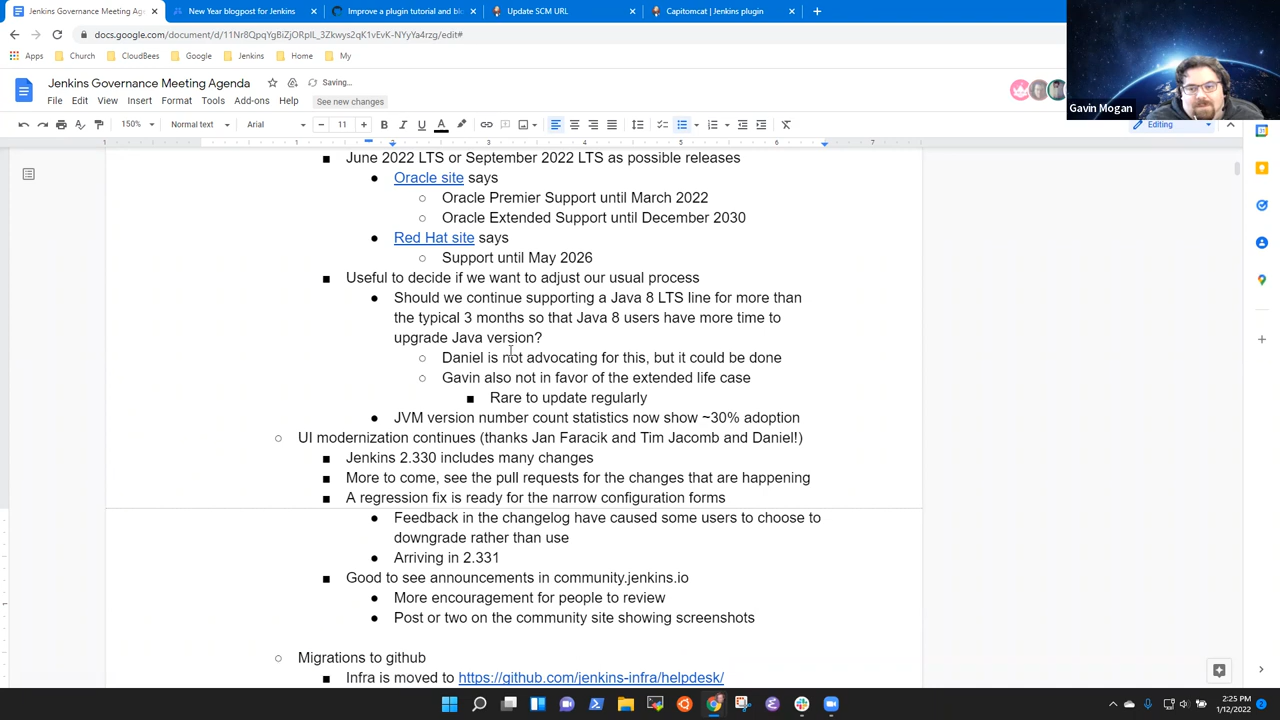 Jenkins Governance Meeting Age
New Year blogpost for Jenkins
Improve a plugin tutorial and blo
Update SCM URL
Capitomcat | Jenkins plugin
docs.google.com/document/d/11Nr8QpqYgBiZjORpIL_3Zkwys2qK1vEvK-NYyYa4rzg/edit#
Apps
Church
CloudBees
Google
Jenkins
Home
My
Jenkins Governance Meeting Agenda
Saving...
File Edit View Insert Format Tools Add-ons Help
See new changes
Gavin Mogan
150%
Normal text
Arial
11
Editing
1 1 2 3 4 5 6 7
June 2022 LTS or September 2022 LTS as possible releases
Oracle site says
Oracle Premier Support until March 2022
Oracle Extended Support until December 2030
Red Hat site says
Support until May 2026
Useful to decide if we want to adjust our usual process
Should we continue supporting a Java 8 LTS line for more than
the typical 3 months so that Java 8 users have more time to
upgrade Java version?
Daniel is not advocating for this, but it could be done
Gavin also not in favor of the extended life case
Rare to update regularly
JVM version number count statistics now show ~30% adoption
UI modernization continues (thanks Jan Faracik and Tim Jacomb and Daniel!)
Jenkins 2.330 includes many changes
More to come, see the pull requests for the changes that are happening
A regression fix is ready for the narrow configuration forms
Feedback in the changelog have caused some users to choose to
downgrade rather than use
Arriving in 2.331
Good to see announcements in community.jenkins.io
More encouragement for people to review
Post or two on the community site showing screenshots
Migrations to github
Infra is moved to https://github.com/jenkins-infra/helpdesk/
2:25 PM
1/12/2022